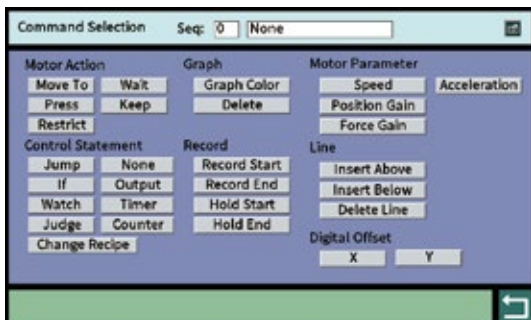 Command Selection Seq: 0 None
Motor Action Graph Motor Parameter
Move To Wait Graph Color Speed Acceleration
Press Keep Delete Position Gain
Restrict Force Gain
Control Statement Record Line
Jump None Record Start Insert Above
If Output Record End Insert Below
Watch Timer Hold Start Delete Line
Judge Counter Hold End
Change Recipe Digital Offset
X Y